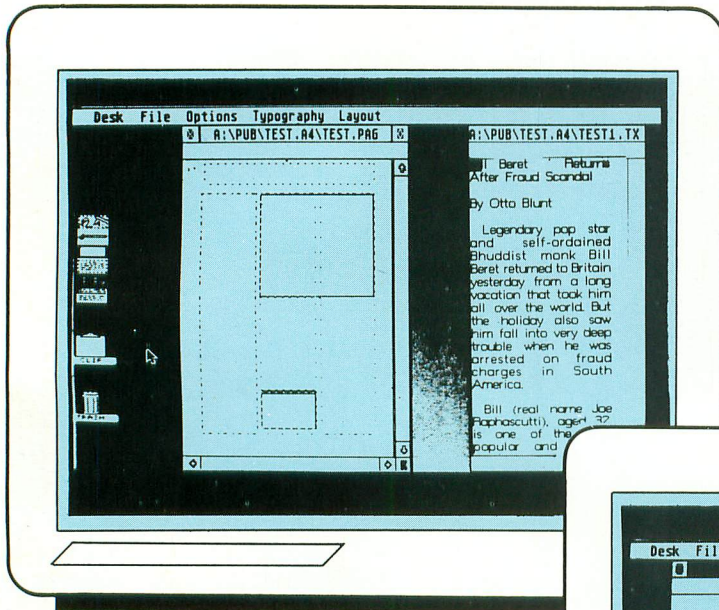 Desk File Options Typography Layout
A:\PUB\TEST.A4\TEST.PAG
A:\PUB\TEST.A4\TEST1.TX
Beret Returns
After Fraud Scandal
By Otto Blunt
Legendary pop star
and self-ordained
Bhuddist monk Bill
Beret returned to Britain
yesterday from a long
vacation that took him
all over the world. But
the holiday also saw
him fall into very deep
trouble when he was
arrested on fraud
charges in South
America.
Bill (real name Joe
Raphascutti), aged 32
is one of the
popular and
CLIP
TRASH
Desk Fil